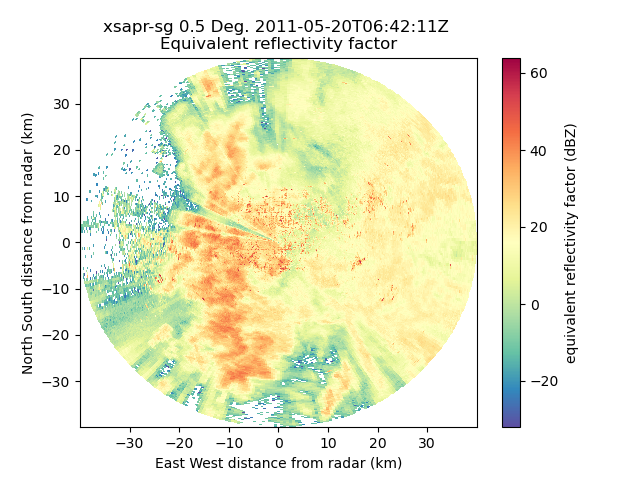 xsapr-sg 0.5 Deg. 2011-05-20T06:42:11Z
Equivalent reflectivity factor
North South distance from radar (km)
30
20
10
0
−10
−20
−30
−30 −20 −10 0 10 20 30
East West distance from radar (km)
60
40
20
0
−20
equivalent reflectivity factor (dBZ)